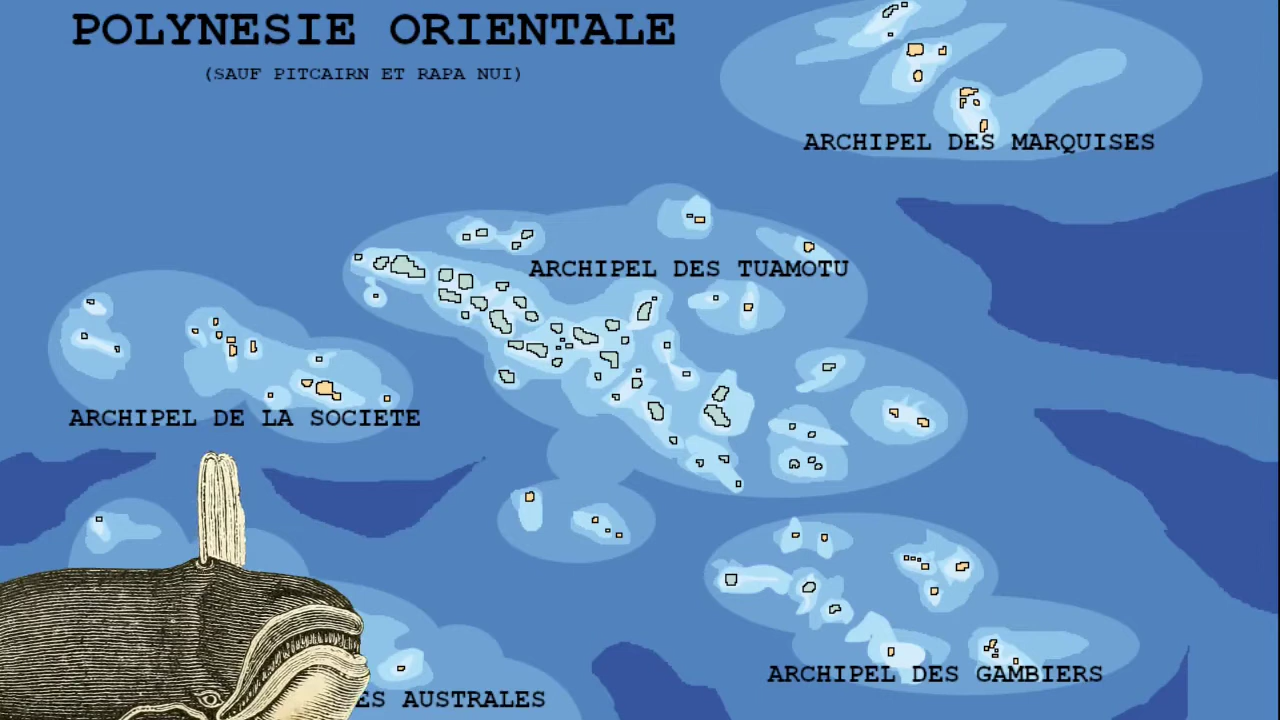 POLYNESIE ORIENTALE
(SAUF PITCAIRN ET RAPA NUI)
ARCHIPEL DES MARQUISES
ARCHIPEL DES TUAMOTU
ARCHIPEL DE LA SOCIETE
ARCHIPEL DES GAMBIERS
ES AUSTRALES